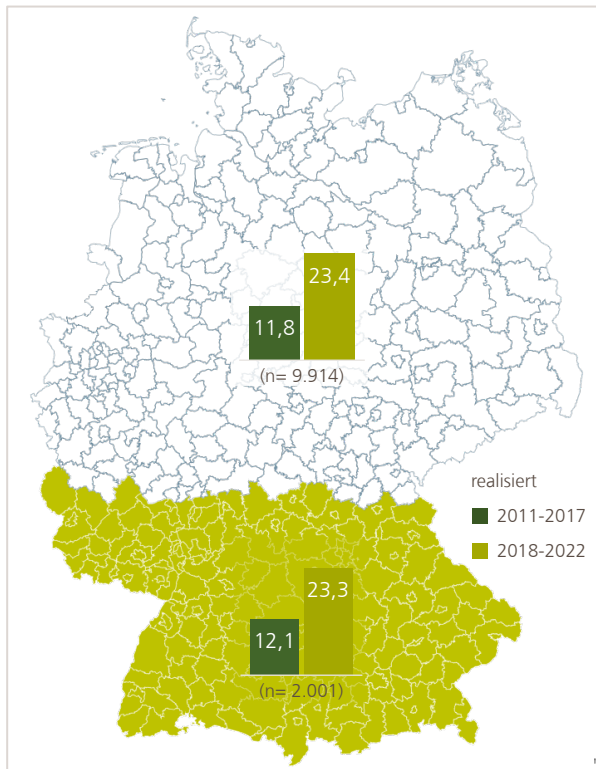 23,4
11,8
(n= 9.914)
realisiert
2011-2017
2018-2022
23,3
12,1
(n= 2.001)